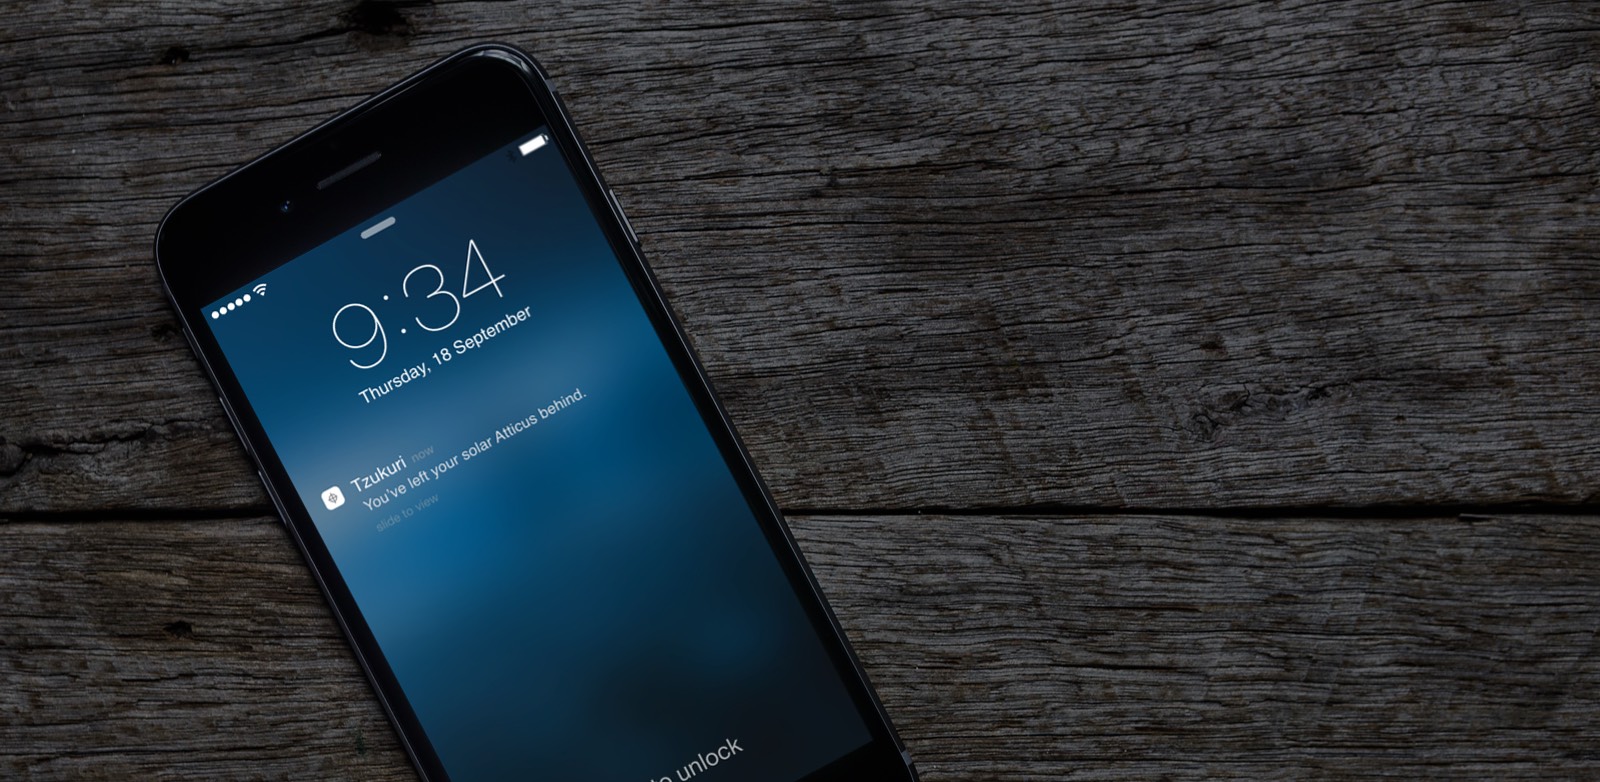 9:34
Thursday, 18 September
Tzukuri now
You've left your solar Atticus behind.
slide to view
to unlock